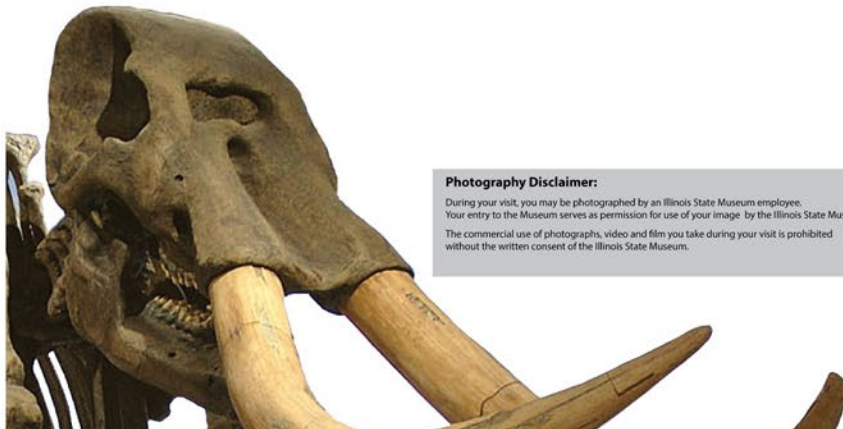 Photography Disclaimer:
During your visit, you may be photographed by an Illinois State Museum employee.
Your entry to the Museum serves as permission for use of your image by the Illinois State
The commercial use of photographs, video and film you take during your visit is prohibited
without the written consent of the Illinois State Museum.